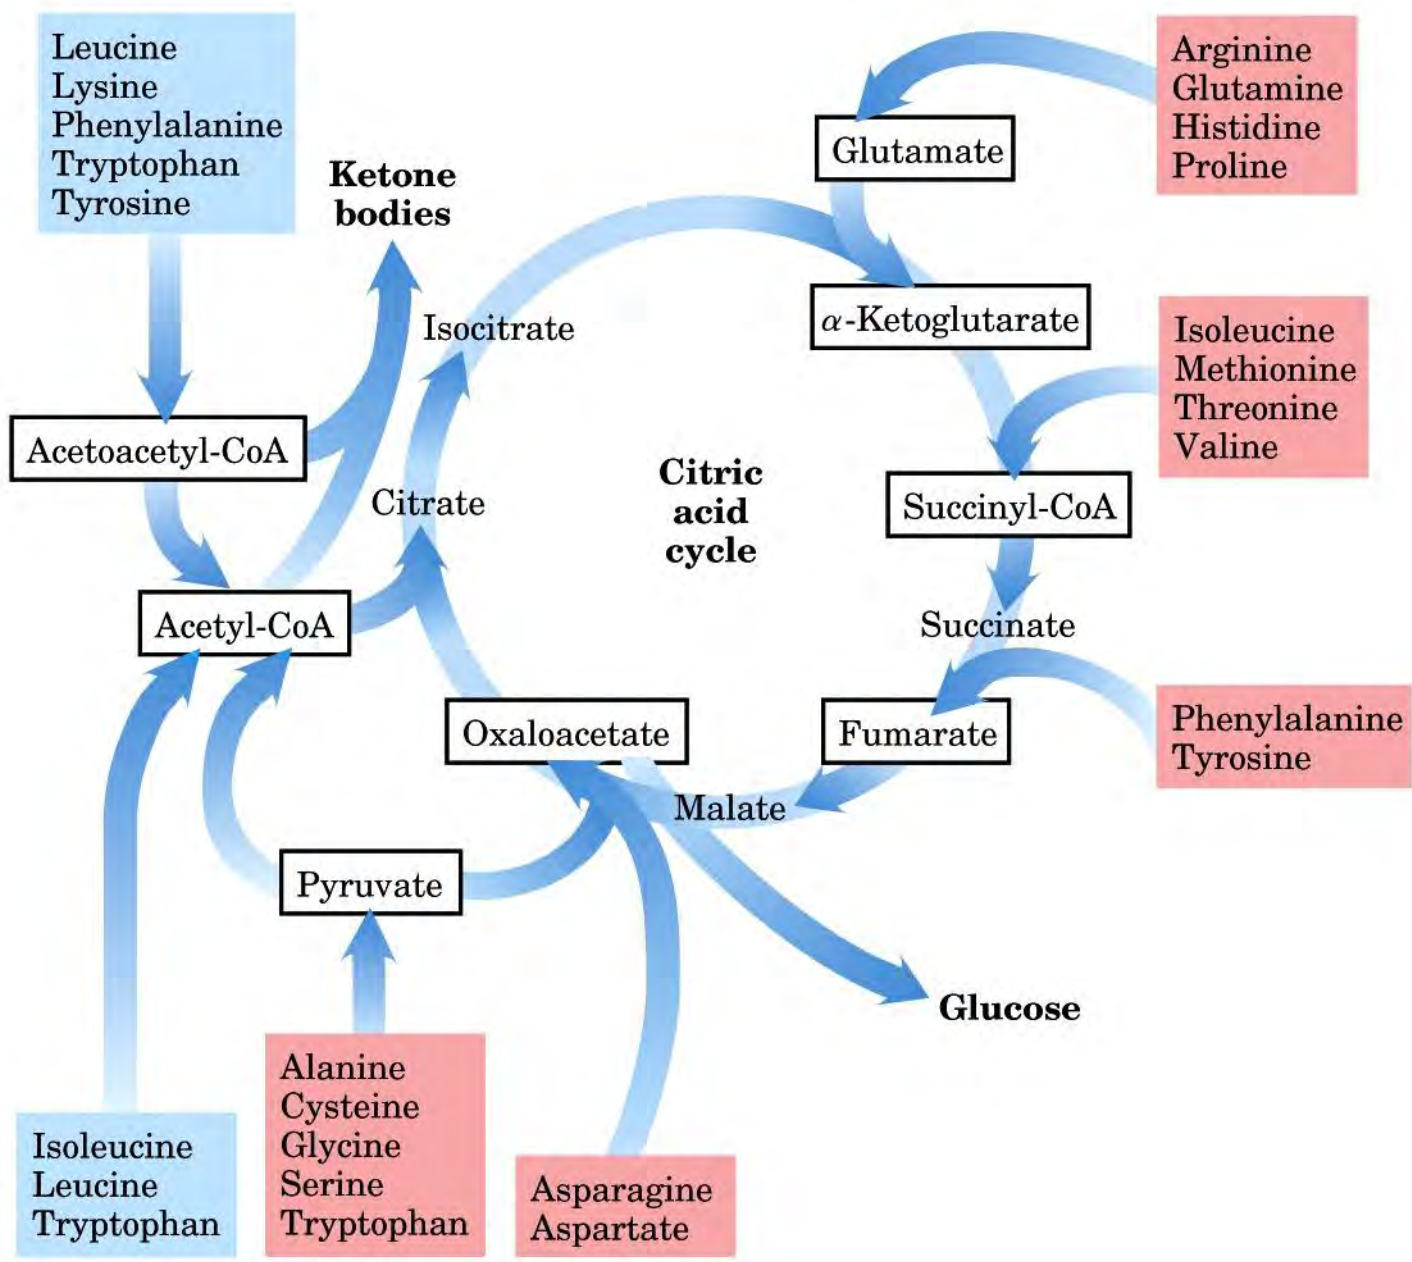 Leucine
Lysine
Phenylalanine
Tryptophan
Tyrosine
Ketone
bodies
Arginine
Glutamine
Histidine
Proline
Glutamate
Isocitrate
α-Ketoglutarate
Isoleucine
Methionine
Threonine
Valine
Acetoacetyl-CoA
Citrate
Citric
acid
cycle
Succinyl-CoA
Acetyl-CoA
Succinate
Oxaloacetate
Fumarate
Phenylalanine
Tyrosine
Malate
Pyruvate
Glucose
Isoleucine
Leucine
Tryptophan
Alanine
Cysteine
Glycine
Serine
Tryptophan
Asparagine
Aspartate